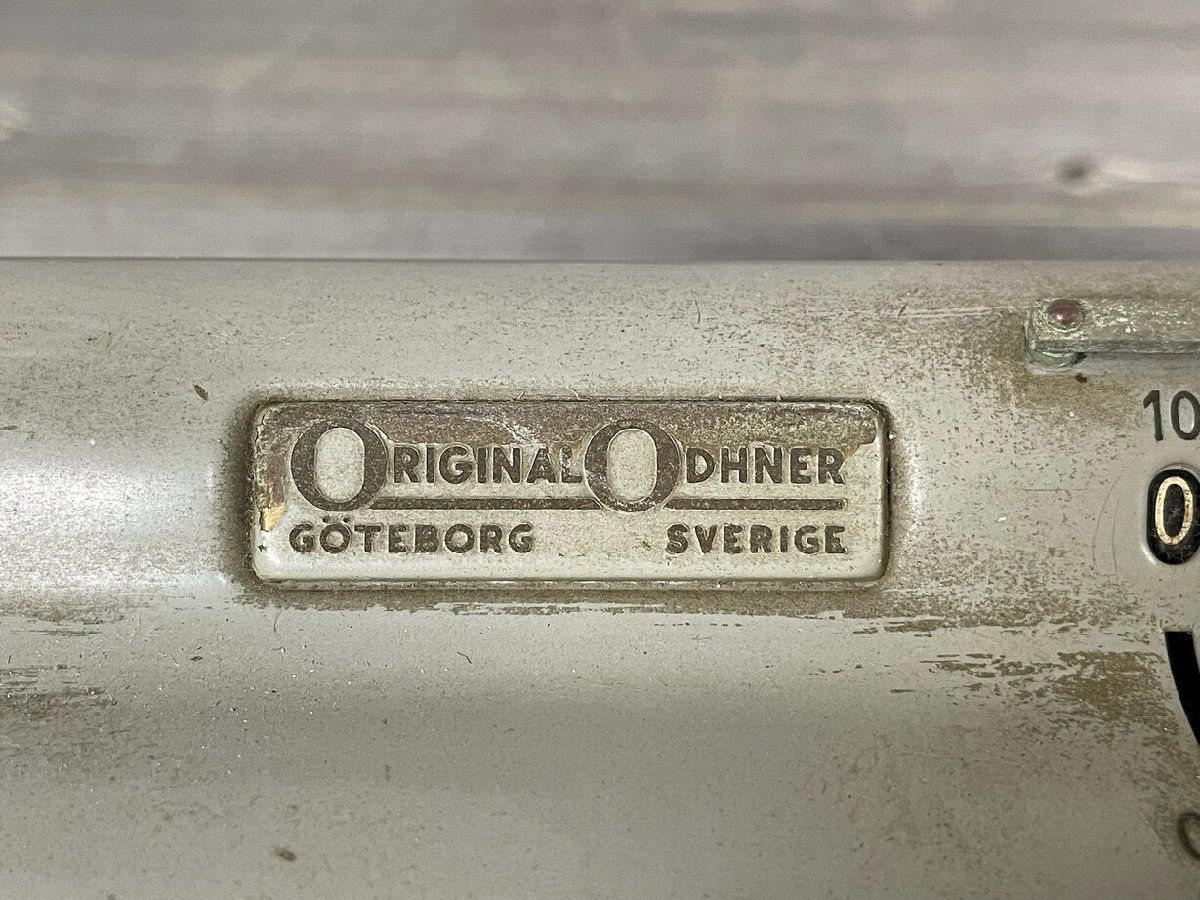 ORIGINAL ODHNER
GÖTEBORG SVERIGE
10
0